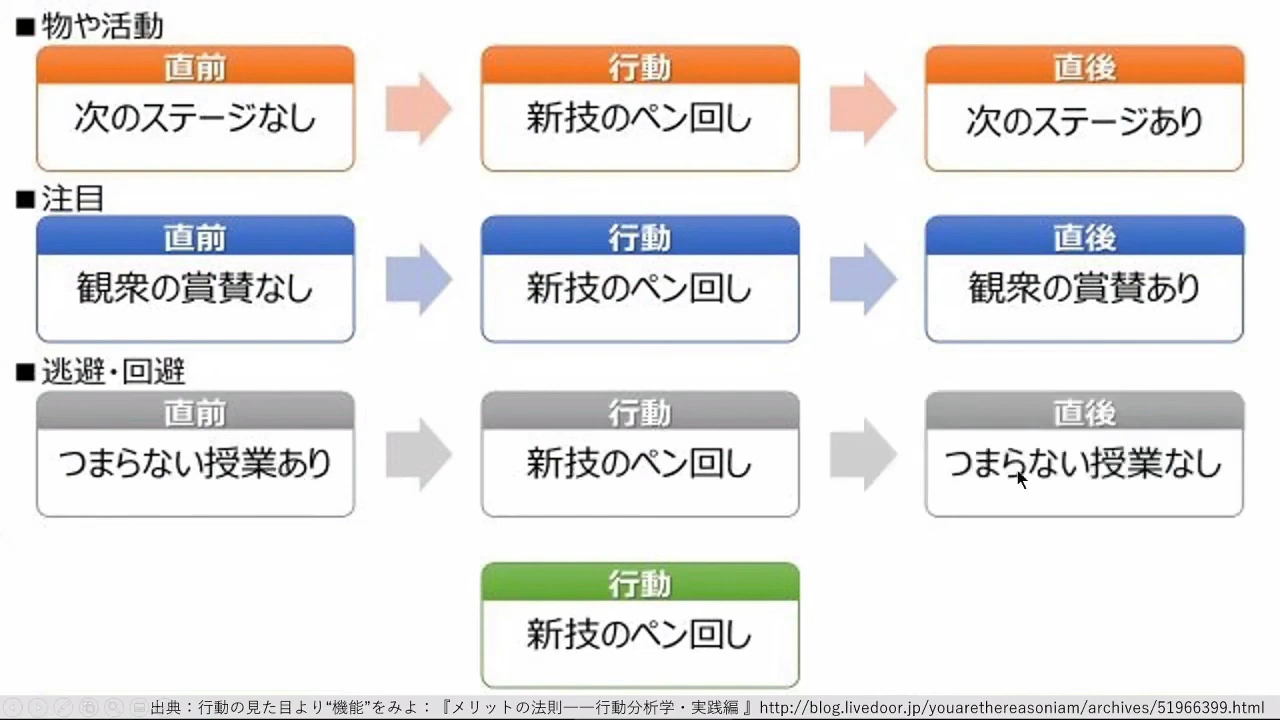 ■ 物や活動
直前 行動 直後
次のステージなし 新技のペン回し 次のステージあり
■ 注目
直前 行動 直後
観衆の賞賛なし 新技のペン回し 観衆の賞賛あり
■ 逃避・回避
直前 行動 直後
つまらない授業あり 新技のペン回し つまらない授業なし
行動
新技のペン回し
出典：行動の見た目より“機能”をみよ：『メリットの法則――行動分析学・実践編 』http://blog.livedoor.jp/youarethereasoniam/archives/51966399.html